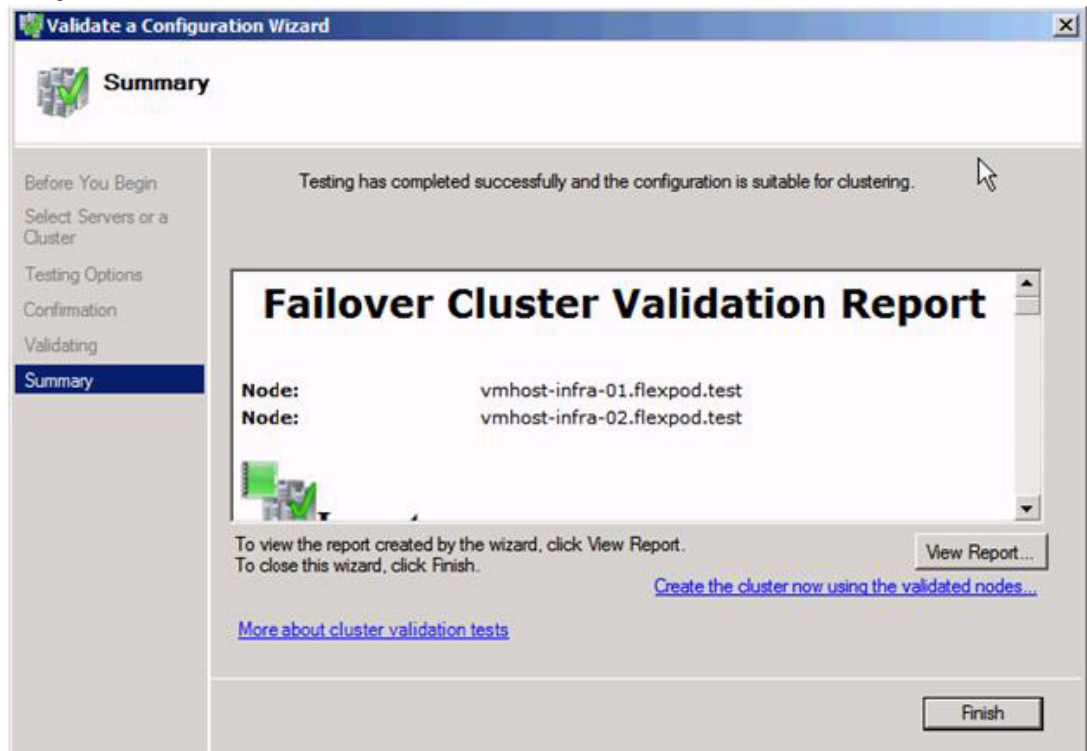 Validate a Configuration Wizard
Summary
Before You Begin
Select Servers or a
Cluster
Testing Options
Confirmation
Validating
Summary
Testing has completed successfully and the configuration is suitable for clustering.
Failover Cluster Validation Report
Node: vmhost-infra-01.flexpod.test
Node: vmhost-infra-02.flexpod.test
To view the report created by the wizard, click View Report.
To close this wizard, click Finish.
View Report...
Create the cluster now using the validated nodes...
More about cluster validation tests
Finish